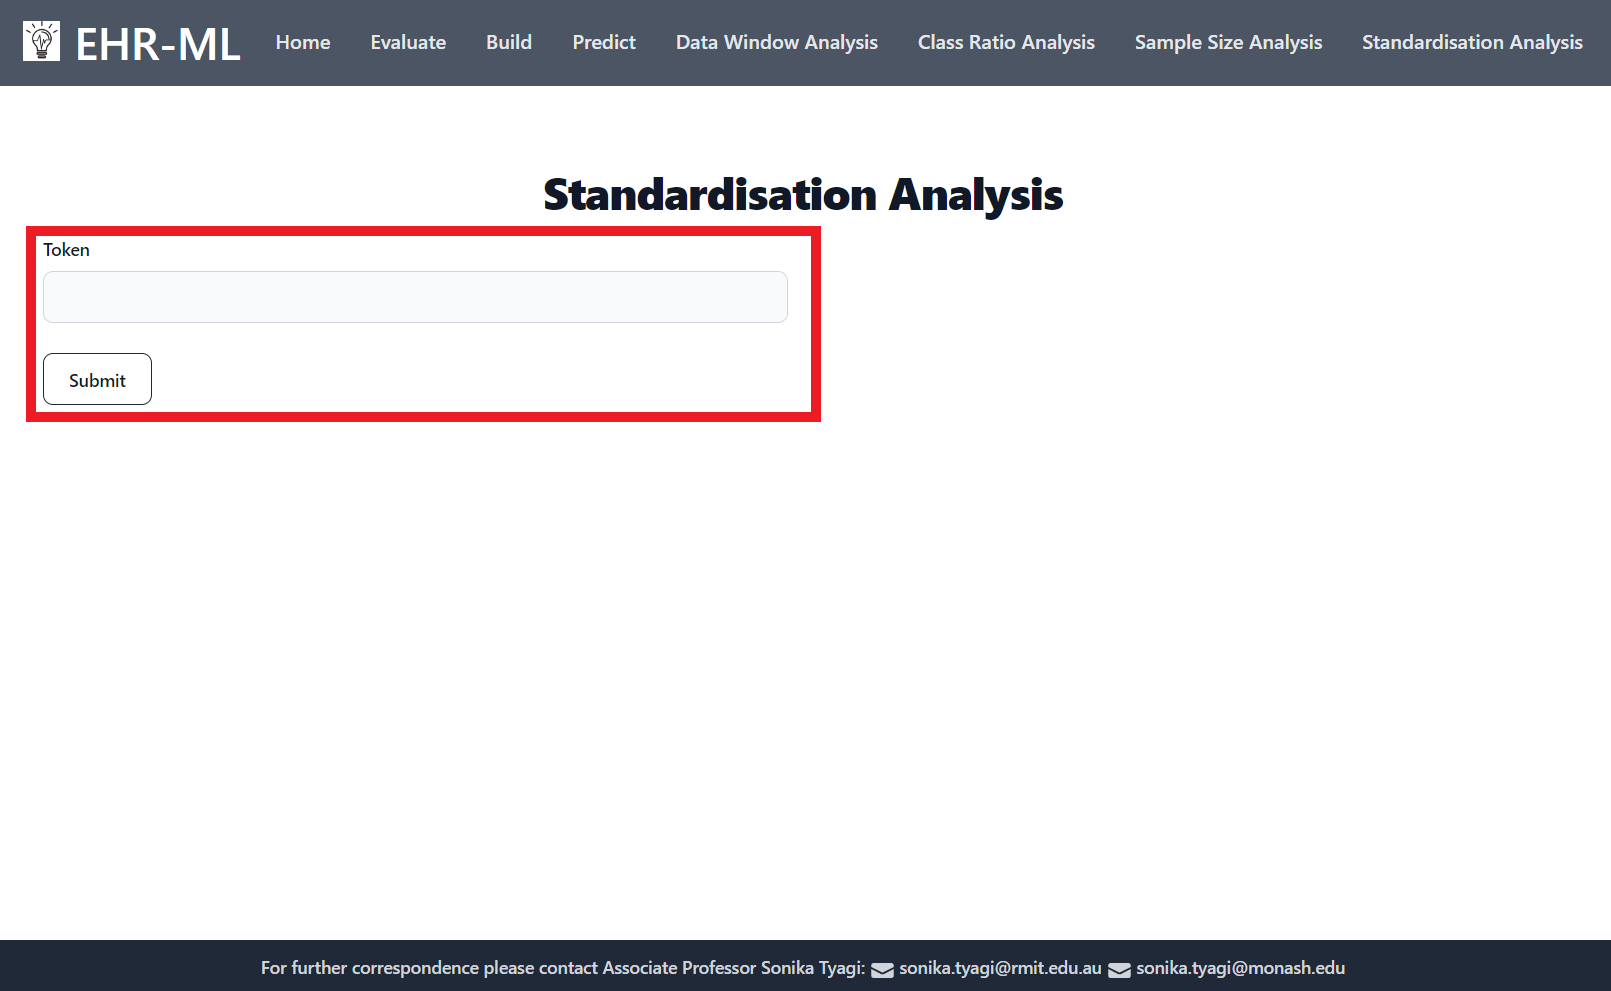 EHR-ML Home Evaluate Build Predict Data Window Analysis Class Ratio Analysis Sample Size Analysis Standardisation Analysis
Standardisation Analysis
Token
Submit
For further correspondence please contact Associate Professor Sonika Tyagi: sonika.tyagi@rmit.edu.au sonika.tyagi@monash.edu